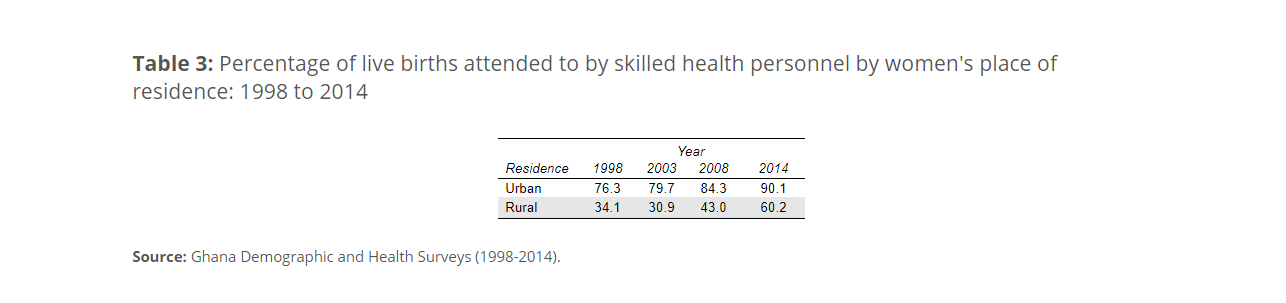 Table 3: Percentage of live births attended to by skilled health personnel by women's place of
residence: 1998 to 2014
Year
Residence 1998 2003 2008 2014
Urban 76.3 79.7 84.3 90.1
Rural 34.1 30.9 43.0 60.2
Source: Ghana Demographic and Health Surveys (1998-2014).